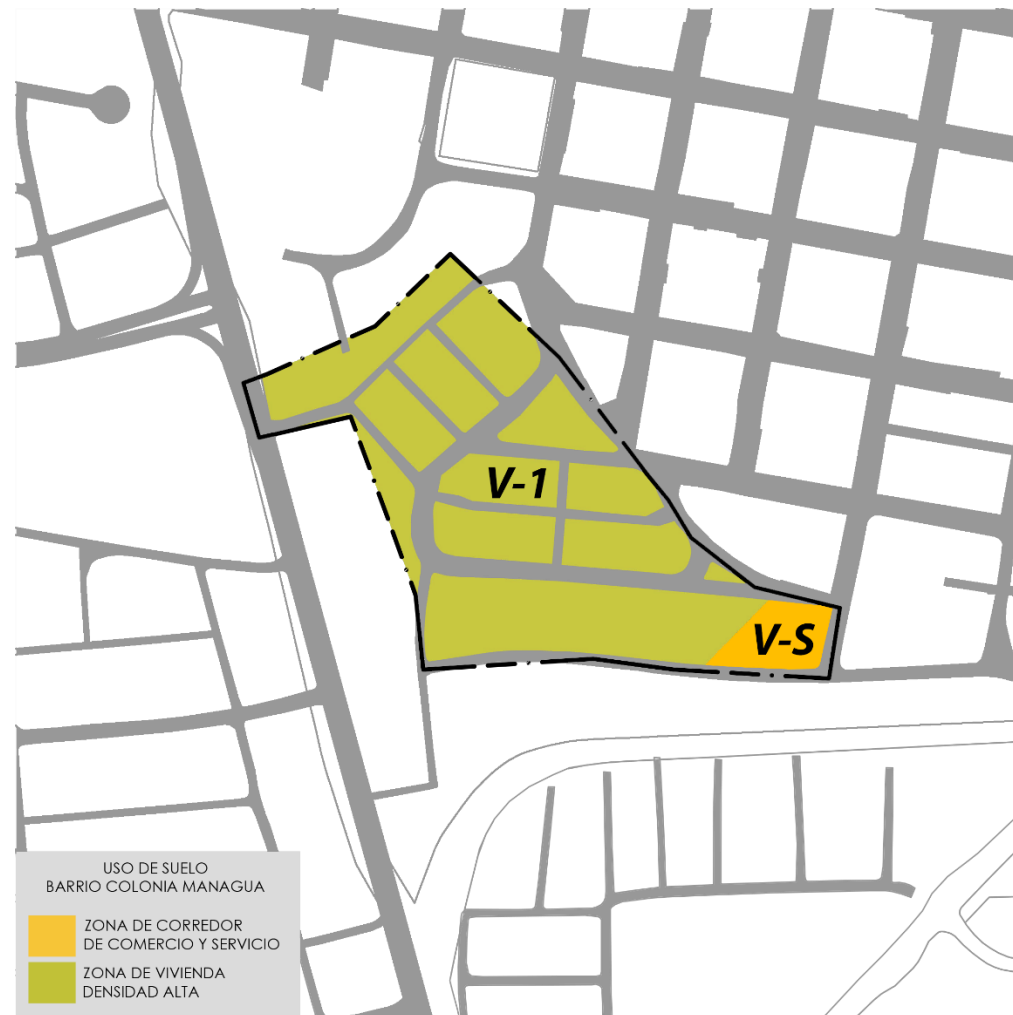 V-1
V-S
USO DE SUELO
BARRIO COLONIA MANAGUA
ZONA DE CORREDOR
DE COMERCIO Y SERVICIO
ZONA DE VIVIENDA
DENSIDAD ALTA